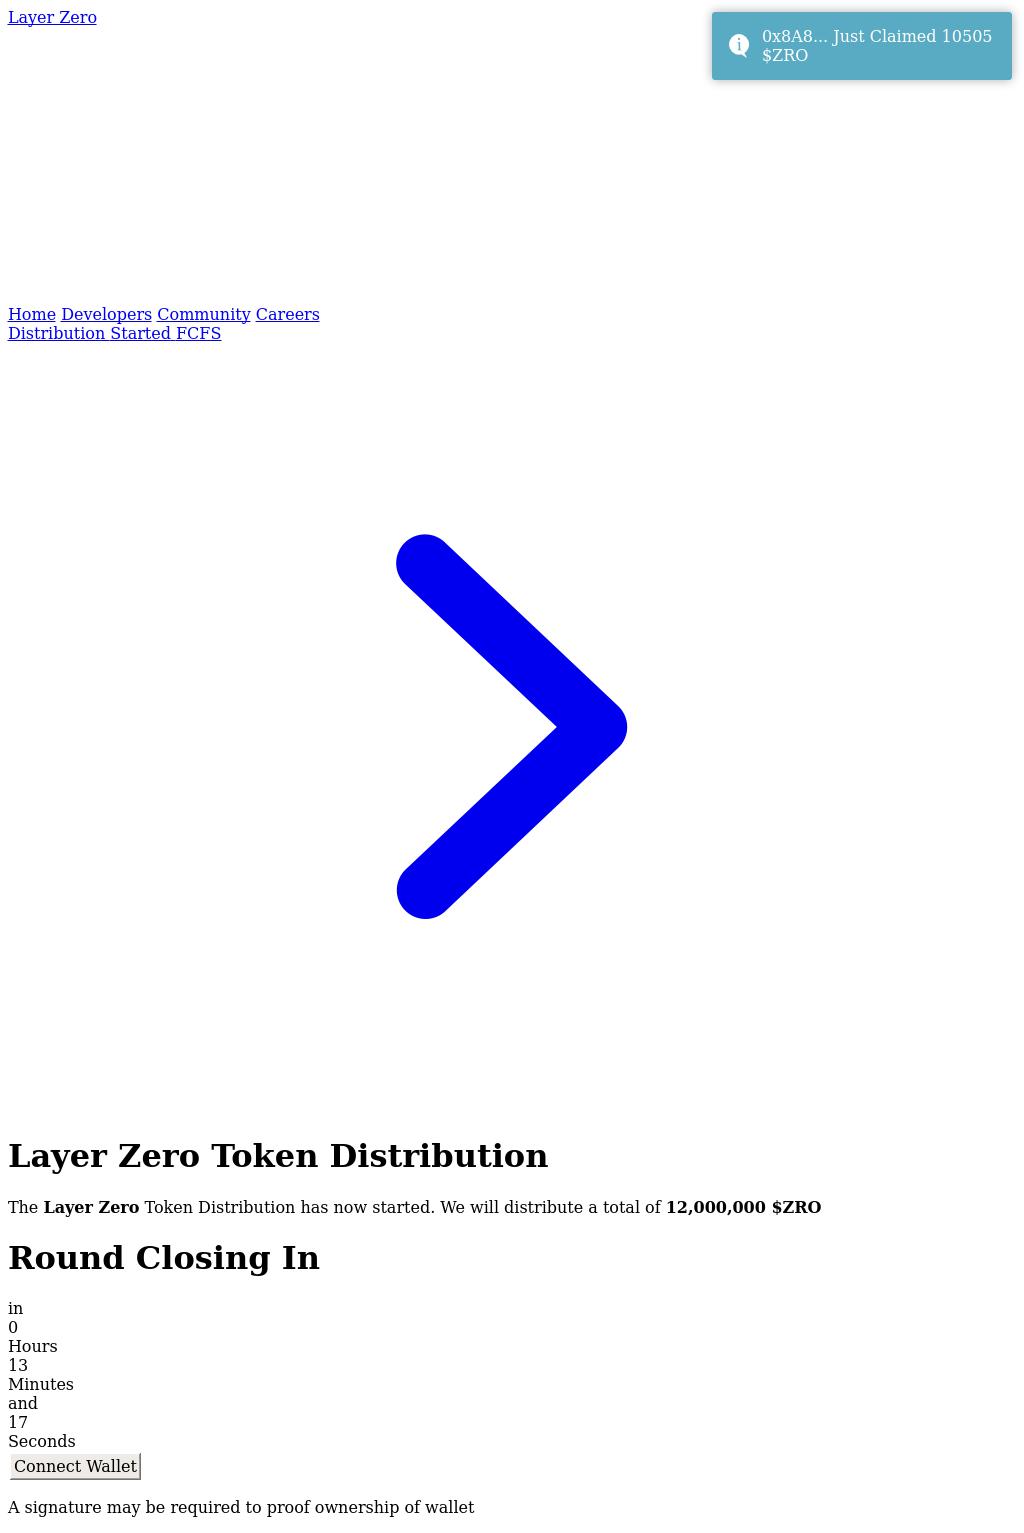 Layer Zero
0x8A8... Just Claimed 10505
$ZRO
Home Developers Community Careers
Distribution Started FCFS
Layer Zero Token Distribution
The Layer Zero Token Distribution has now started. We will distribute a total of 12,000,000 $ZRO
Round Closing In
in
0
Hours
13
Minutes
and
17
Seconds
Connect Wallet
A signature may be required to proof ownership of wallet